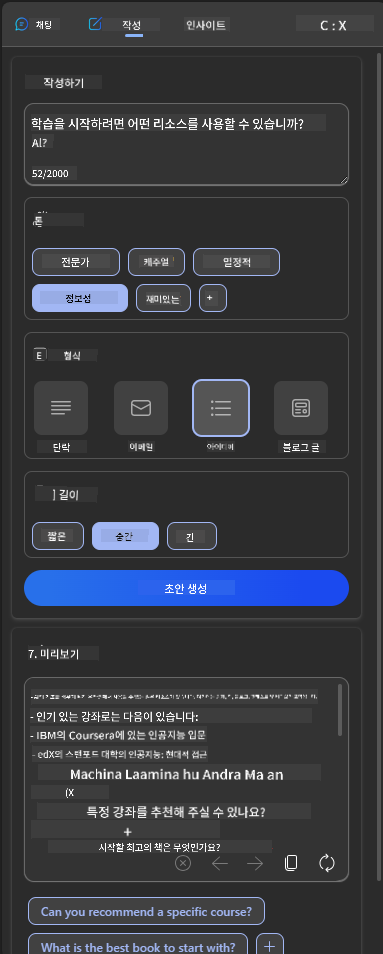 채팅
작성
인사이트
C : X
작성하기
학습을 시작하려면 어떤 리소스를 사용할 수 있습니까?
AI?
52/2000
톤
전문가
캐주얼
열정적
정보성
재미있는
+
형식
단락
이메일
아이디어
블로그 글
길이
짧은
중간
긴
초안 생성
7. 미리보기
- 인기 있는 강좌로는 다음이 있습니다:
- IBM의 Coursera에 있는 인공지능 입문
- edX의 스탠포드 대학의 인공지능: 현대적 접근
Machina Laamina hu Andra Ma an
(X
특정 강좌를 추천해 주실 수 있나요?
+
시작할 최고의 책은 무엇인가요?
Can you recommend a specific course?
What is the best book to start with?
+